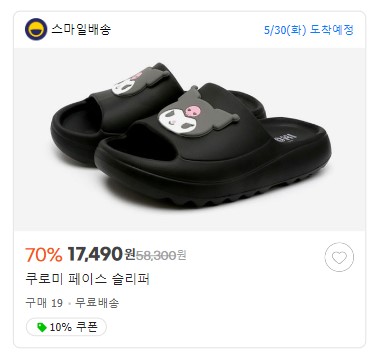 스마일배송
5/30(화) 도착예정
70% 17,490원 58,300원
쿠로미 페이스 슬리퍼
구매 19 · 무료배송
10% 쿠폰